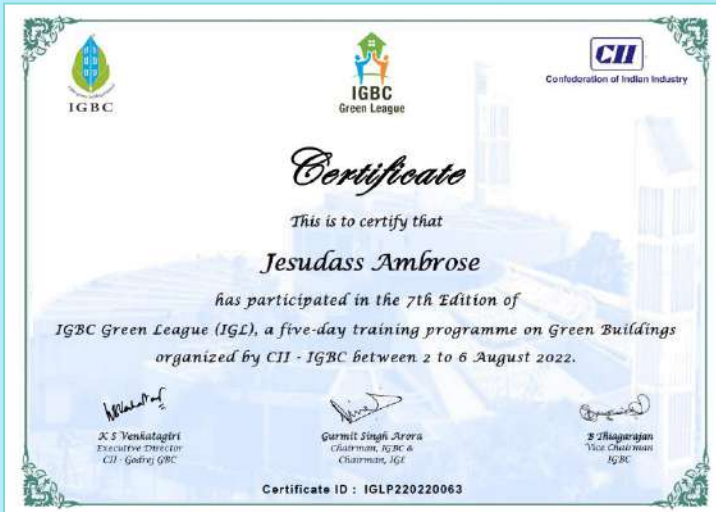 IGBC
IGBC
Green League
CII
Confederation of Indian Industry
Certificate
This is to certify that
Jesudass Ambrose
has participated in the 7th Edition of
IGBC Green League (IGL), a five-day training programme on Green Buildings
organized by CII - IGBC between 2 to 6 August 2022.
K S Venkatagiri
Executive Director
CII - Godrej GBC
Gurmit Singh Arora
Chairman, IGBC &
Chairman, IGL
B Thiagarajan
Vice Chairman
IGBC
Certificate ID : IGLP220220063